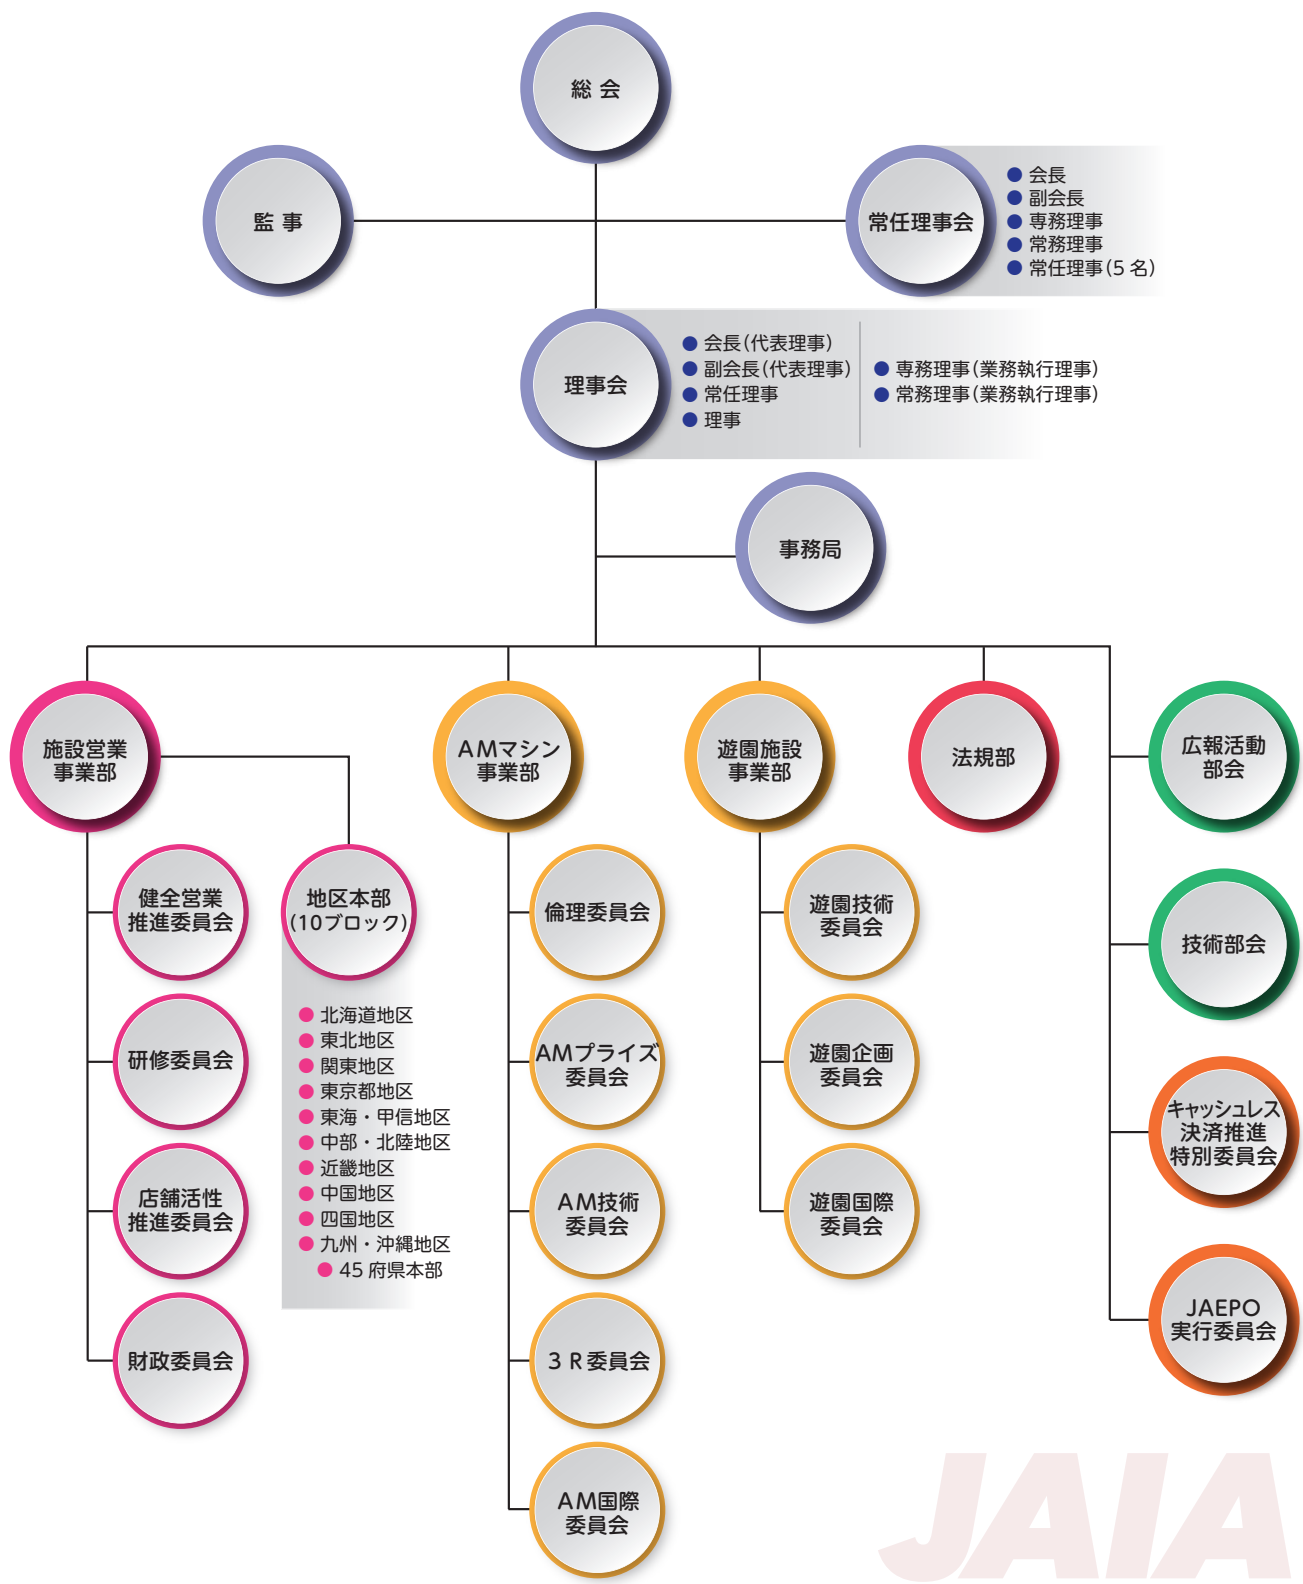 総 会
監 事
常任理事会
● 会長
● 副会長
● 専務理事
● 常務理事
● 常任理事(5 名)
理事会
● 会長(代表理事)
● 副会長(代表理事)
● 常任理事
● 理事
● 専務理事(業務執行理事)
● 常務理事(業務執行理事)
事務局
施設営業
事業部
健全営業
推進委員会
研修委員会
店舗活性
推進委員会
財政委員会
地区本部
(10ブロック)
● 北海道地区
● 東北地区
● 関東地区
● 東京都地区
● 東海・甲信地区
● 中部・北陸地区
● 近畿地区
● 中国地区
● 四国地区
● 九州・沖縄地区
● 45 府県本部
AMマシン
事業部
倫理委員会
AMプライズ
委員会
AM技術
委員会
3 R 委員会
AM国際
委員会
遊園施設
事業部
遊園技術
委員会
遊園企画
委員会
遊園国際
委員会
法規部
広報活動
部会
技術部会
キャッシュレス
決済推進
特別委員会
JAEPO
実行委員会
JAIA